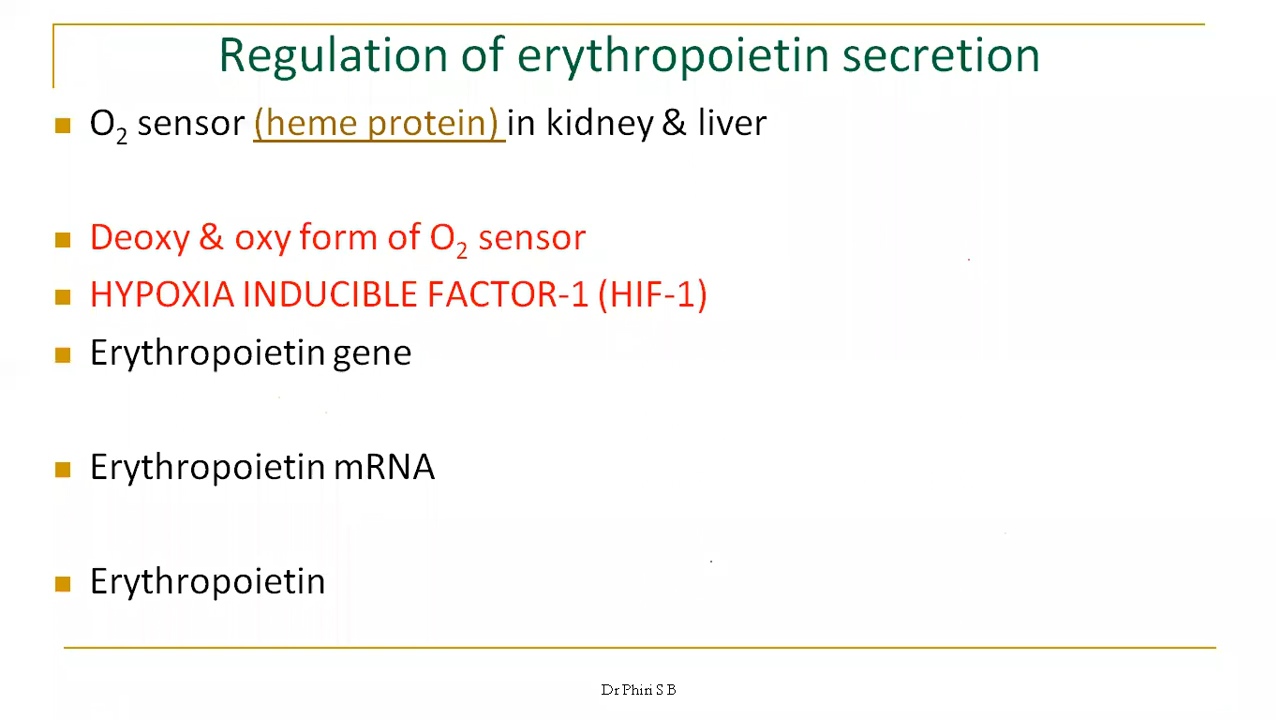 Regulation of erythropoietin secretion
O2 sensor (heme protein) in kidney & liver
Deoxy & oxy form of O2 sensor
HYPOXIA INDUCIBLE FACTOR-1 (HIF-1)
Erythropoietin gene
Erythropoietin mRNA
Erythropoietin
Dr Phiri S B